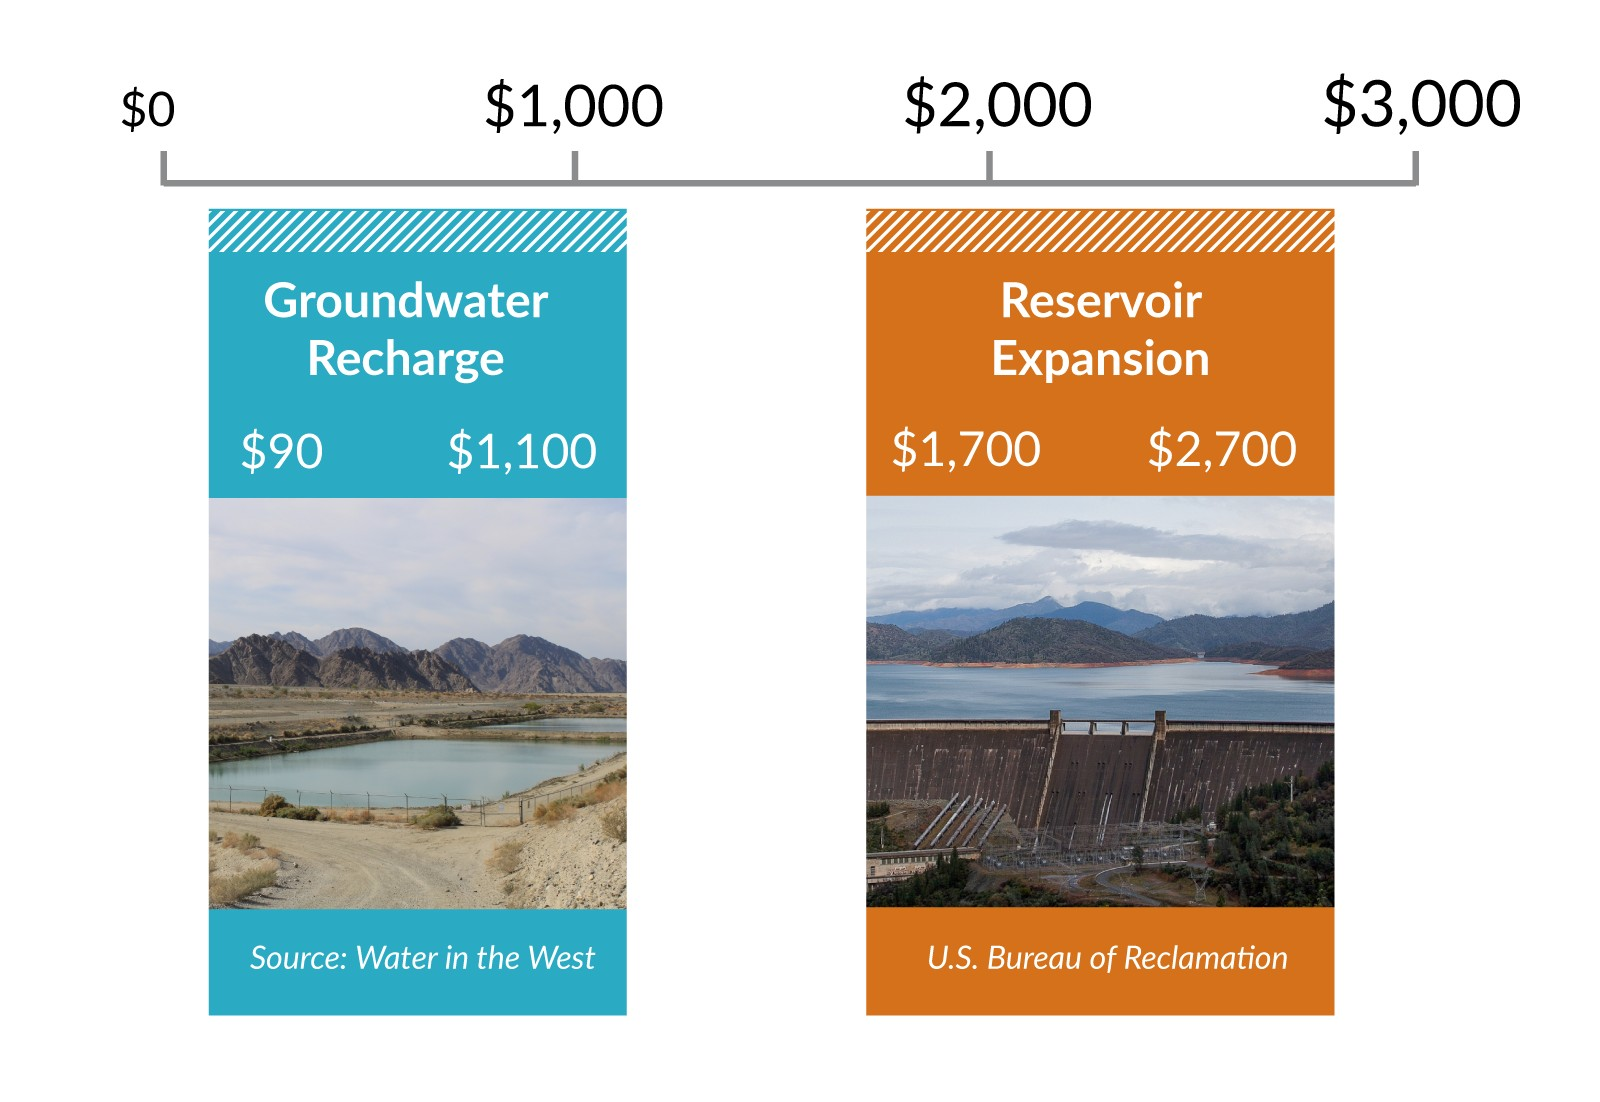 $0 $1,000 $2,000 $3,000
Groundwater
Recharge
$90 $1,100
Source: Water in the West
Reservoir
Expansion
$1,700 $2,700
U.S. Bureau of Reclamation